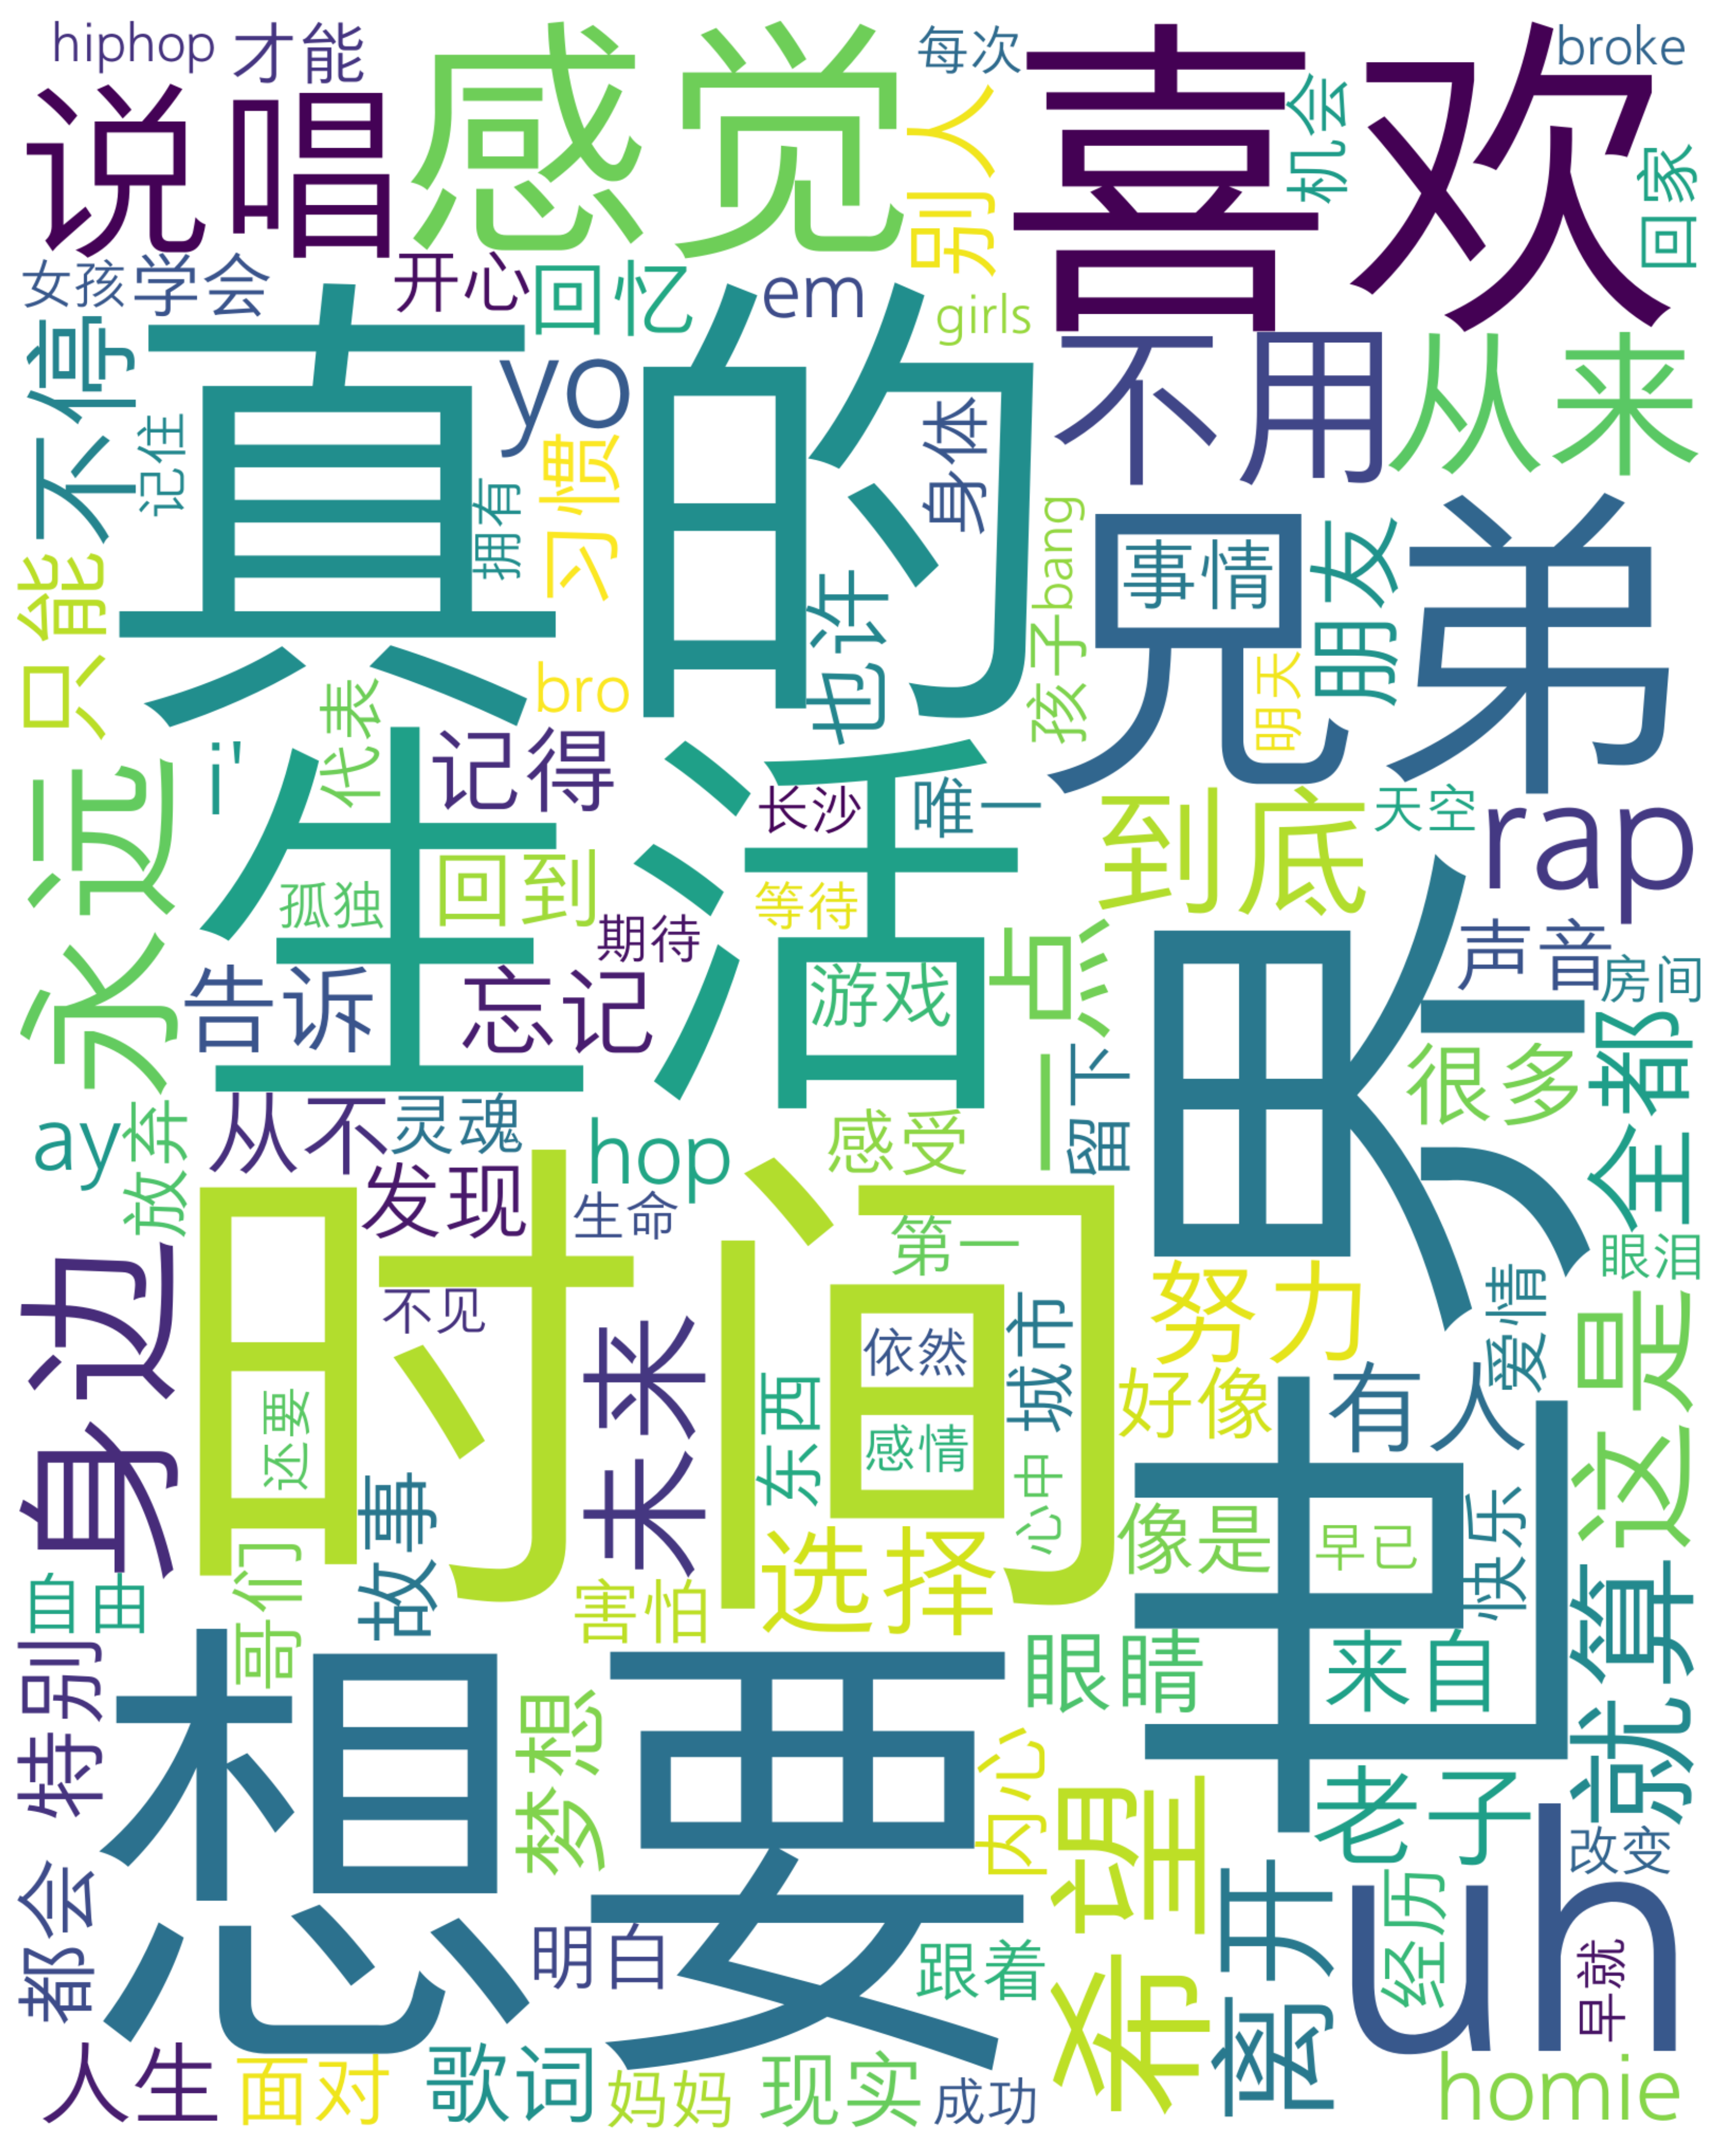 hiphop
才能
每次
broke
说唱
感觉
喜欢
别人
机会
回家
女孩
学会
开心
回忆
em
girls
真的
yo
不用
从来
不停
记住
拥有
习惯
身体
也许
bang
孩子
兄弟
事情
朋友
明天
只能
bro
代表
i'
记得
生活
长沙
唯一
到底
天空
rap
永远
孤独
回到
期待
等待
游戏
一点
思
声音
房间
告诉
忘记
一下
很多
全都
ay
放弃
从不
灵魂
hop
感受
发现
生命
时间
第一
眼泪
身边
不见
未来
依然
城市
努力
爱情
还是
还要
东西
感情
心中
好像
有人
故事
哥们
选择
像是
早已
快乐
自由
害怕
眼睛
来自
就算
特别
想要
梦想
内心
希望
老子
改变
都会
明白
跟着
离开
经历
uh
早就
人生
面对
歌词
妈妈
现实
成功
homie